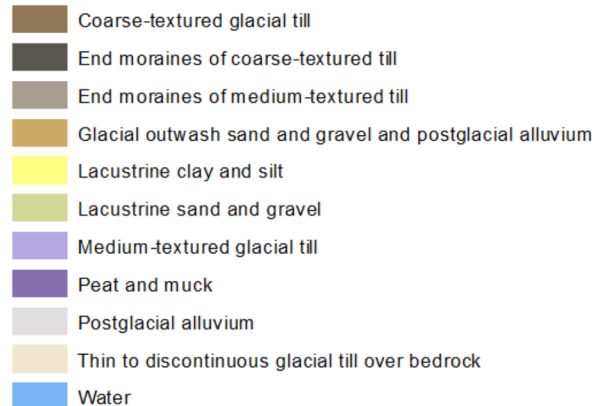 Coarse-textured glacial till
End moraines of coarse-textured till
End moraines of medium-textured till
Glacial outwash sand and gravel and postglacial alluvium
Lacustrine clay and silt
Lacustrine sand and gravel
Medium-textured glacial till
Peat and muck
Postglacial alluvium
Thin to discontinuous glacial till over bedrock
Water